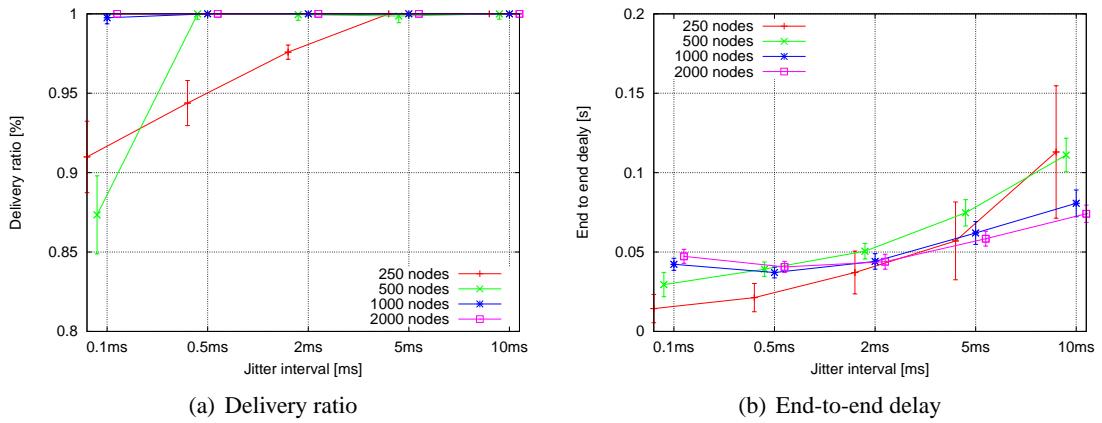 1
0.95
0.9
0.85
0.8
Delivery ratio [%]
250 nodes
500 nodes
1000 nodes
2000 nodes
0.1ms
0.5ms
2ms
5ms
10ms
Jitter interval [ms]
(a) Delivery ratio
0.2
0.15
0.1
0.05
0
End to end dealy [s]
250 nodes
500 nodes
1000 nodes
2000 nodes
0.1ms
0.5ms
2ms
5ms
10ms
Jitter interval [ms]
(b) End-to-end delay